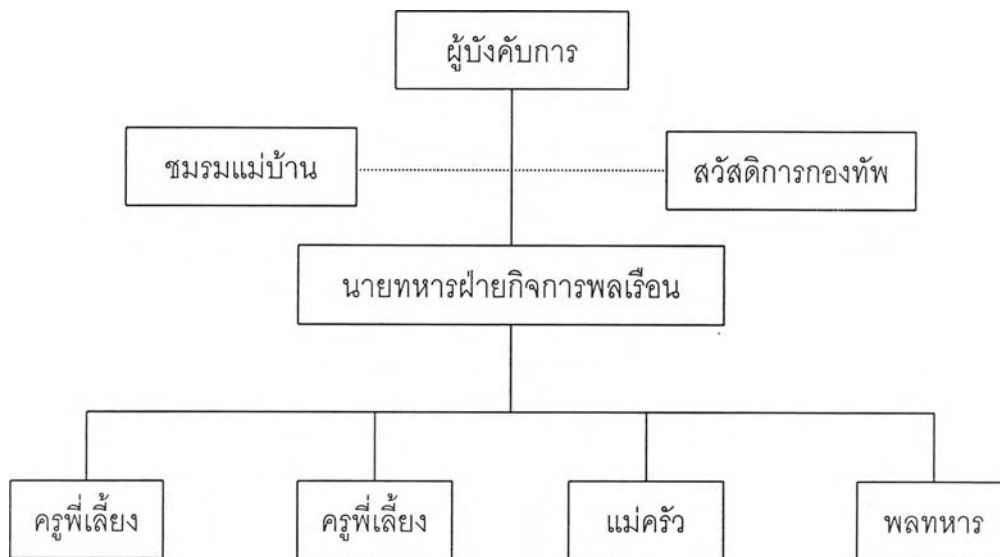 ผู้บังคับการ
ชมรมแม่บ้าน
สวัสดิการกองทัพ
นายทหารฝ่ายกิจการพลเรือน
ครูพี่เลี้ยง
ครูพี่เลี้ยง
แม่ครัว
พลทหาร